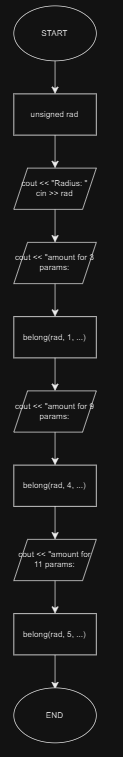 START
unsigned rad
cout << "Radius: "
cin >> rad
cout << "amount for 3
params:
belong(rad, 1, ...)
cout << "amount for 9
params:
belong(rad, 4, ...)
cout << "amount for
11 params:
belong(rad, 5, ...)
END